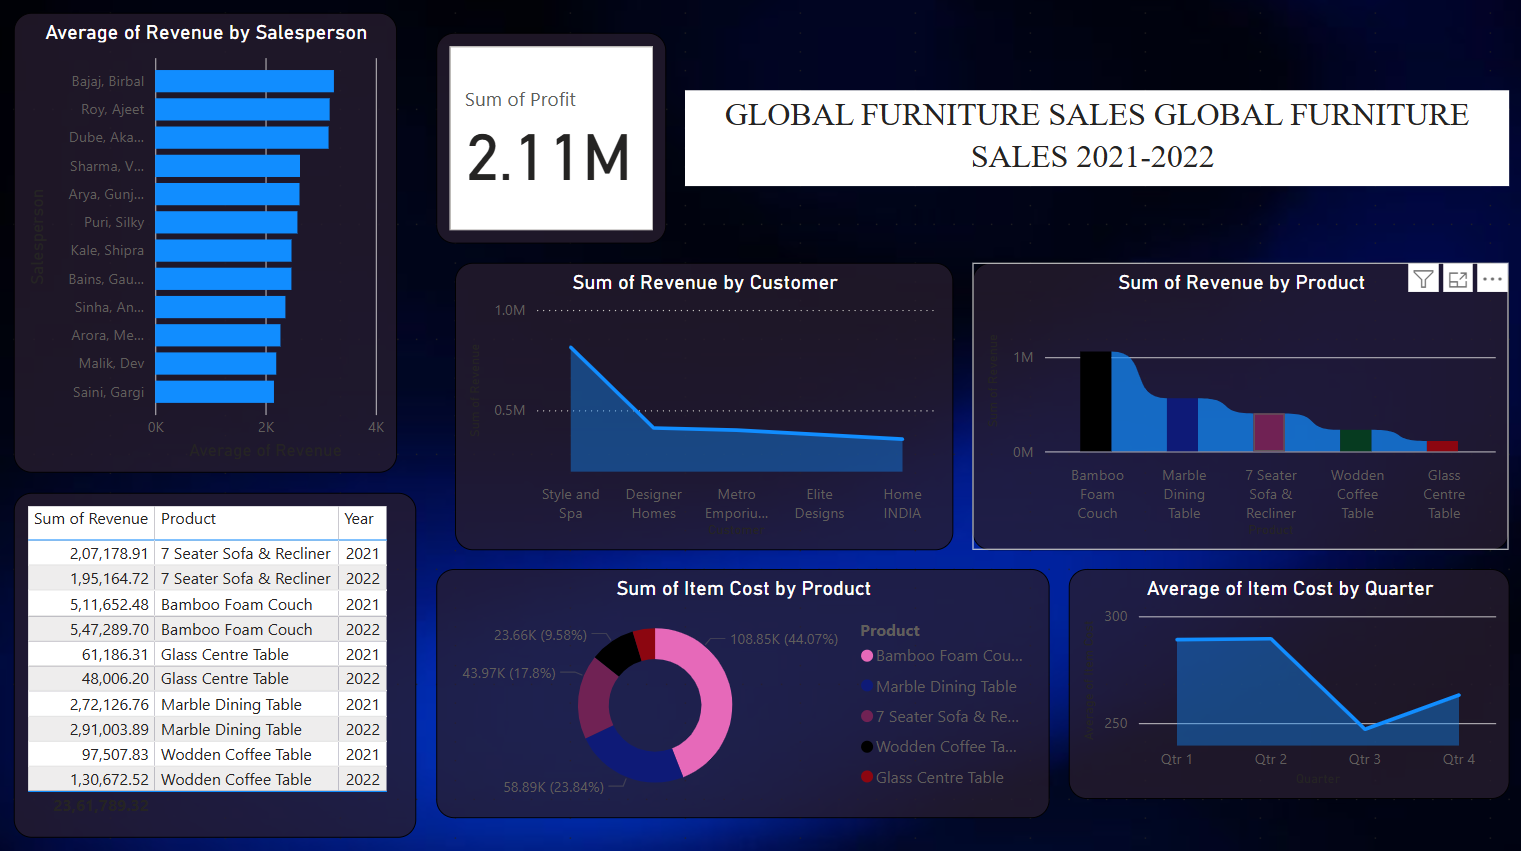 Average of Revenue by Salesperson
Salesperson
Bajaj, Birbal
Roy, Ajeet
Dube, Aka...
Sharma, V...
Arya, Gunj...
Puri, Silky
Kale, Shipra
Bains, Gau...
Sinha, An...
Arora, Me...
Malik, Dev
Saini, Gargi
0K 2K 4K
Average of Revenue
Sum of Profit
2.11M
GLOBAL FURNITURE SALES GLOBAL FURNITURE
SALES 2021-2022
Sum of Revenue by Customer
Sum of Revenue
1.0M
0.5M
Style and
Spa
Designer
Homes
Metro
Emporiu...
Elite
Designs
Home
INDIA
Customer
Sum of Revenue by Product
Sum of Revenue
1M
0M
Bamboo
Foam
Couch
Marble
Dining
Table
7 Seater
Sofa &
Recliner
Wodden
Coffee
Table
Glass
Centre
Table
Product
Sum of Revenue Product Year
2,07,178.91 7 Seater Sofa & Recliner 2021
1,95,164.72 7 Seater Sofa & Recliner 2022
5,11,652.48 Bamboo Foam Couch 2021
5,47,289.70 Bamboo Foam Couch 2022
61,186.31 Glass Centre Table 2021
48,006.20 Glass Centre Table 2022
2,72,126.76 Marble Dining Table 2021
2,91,003.89 Marble Dining Table 2022
97,507.83 Wodden Coffee Table 2021
1,30,672.52 Wodden Coffee Table 2022
23,61,789.32
Sum of Item Cost by Product
23.66K (9.58%)
108.85K (44.07%)
43.97K (17.8%)
58.89K (23.84%)
Product
Bamboo Foam Cou...
Marble Dining Table
7 Seater Sofa & Re...
Wodden Coffee Ta...
Glass Centre Table
Average of Item Cost by Quarter
300
250
Qtr 1 Qtr 2 Qtr 3 Qtr 4
Quarter